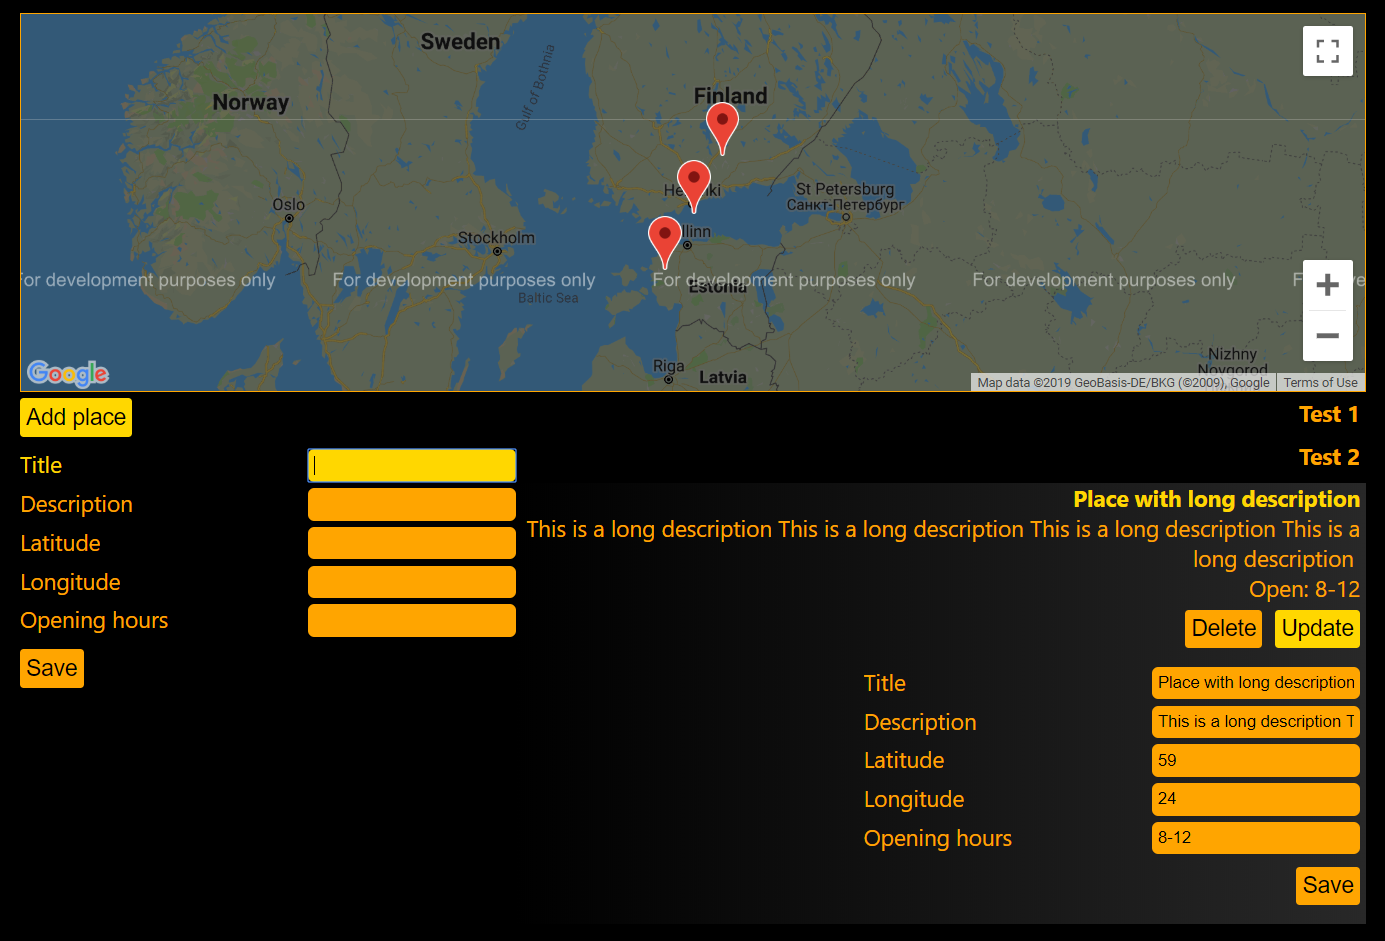 Sweden
Norway
Gulf of Bothnia
Finland
Oslo
Stockholm
St Petersburg
Санкт-Петербург
For development purposes only For development purposes only For development purposes only For development purposes only
Baltic Sea
Estonia
Riga
Latvia
Nizhny
Novgorod
Google
Map data ©2019 GeoBasis-DE/BKG (©2009), Google Terms of Use
Add place
Title
Description
Latitude
Longitude
Opening hours
Save
Test 1
Test 2
Place with long description
This is a long description This is a long description This is a long description This is a
long description
Open: 8-12
Delete Update
Title Place with long description
Description This is a long description T
Latitude 59
Longitude 24
Opening hours 8-12
Save